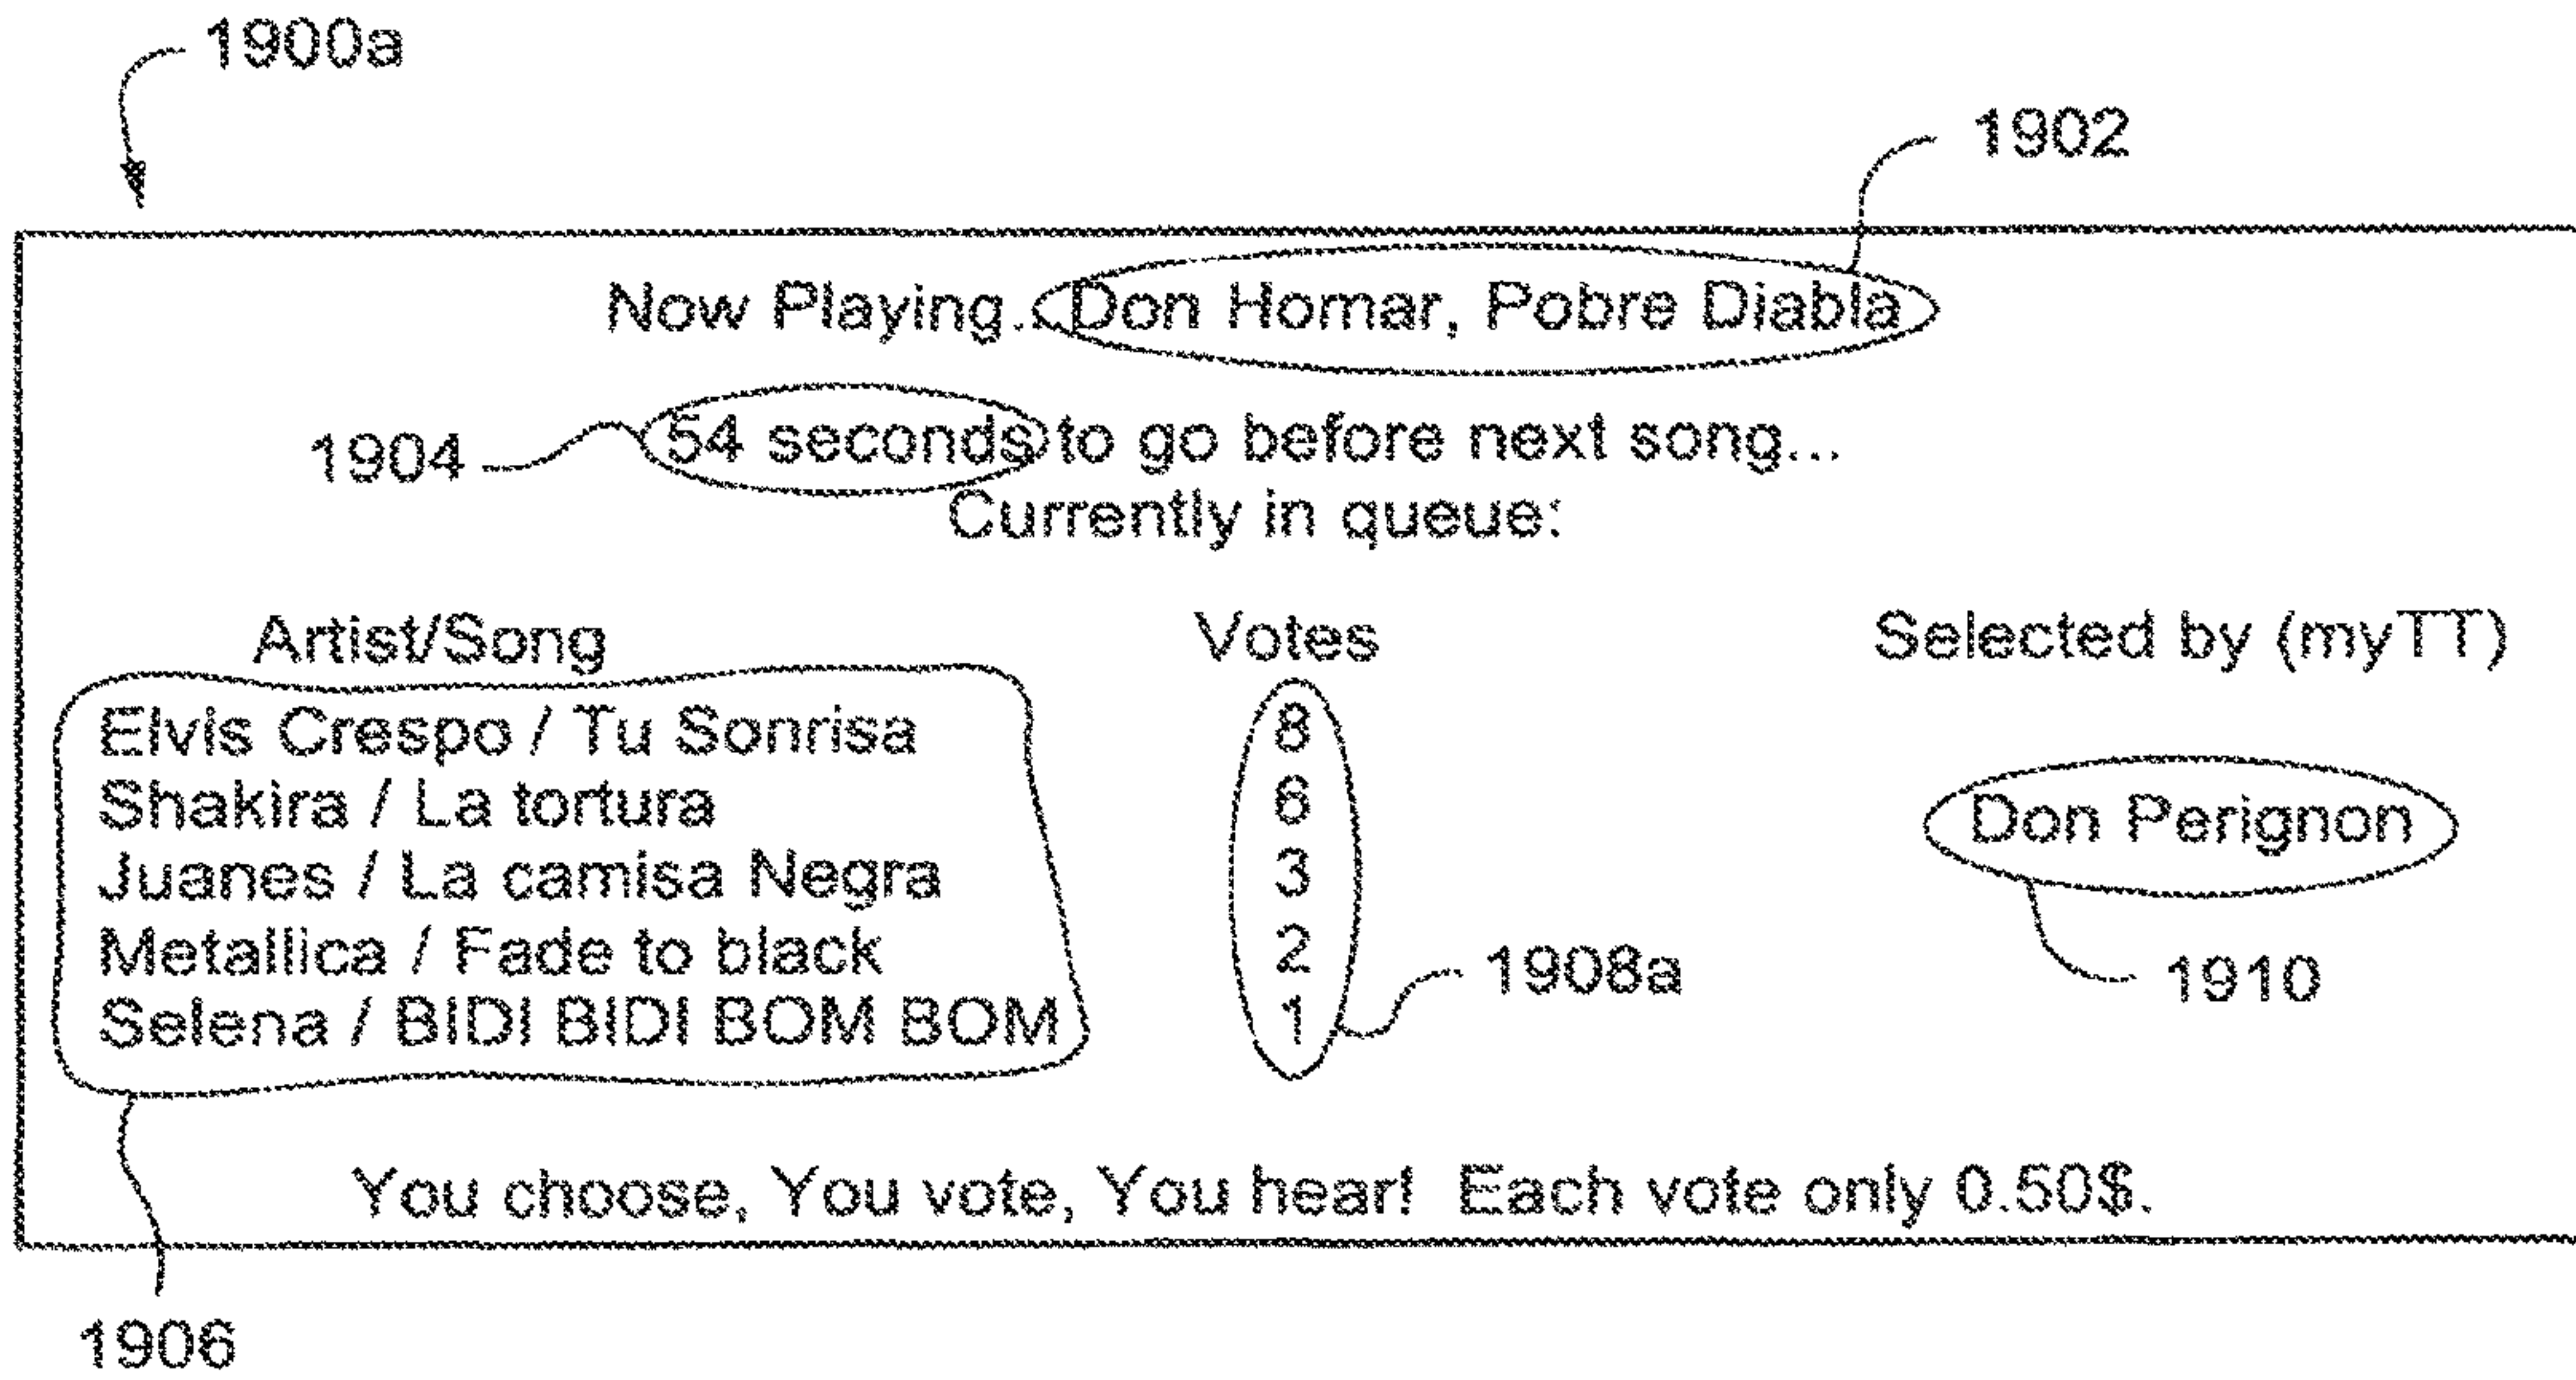 1900a
1902
Now Playing...Don Homar, Pobre Diabla
1904
54 seconds to go before next song...
Currently in queue:
Artist/Song Votes Selected by (myTT)
Elvis Crespo / Tu Sonrisa 8
Shakira / La tortura 6 Don Perignon
Juanes / La camisa Negra 3
Metallica / Fade to black 2 1908a 1910
Selena / BIDI BIDI BOM BOM 1
You choose, You vote, You hear! Each vote only 0.50$.
1906